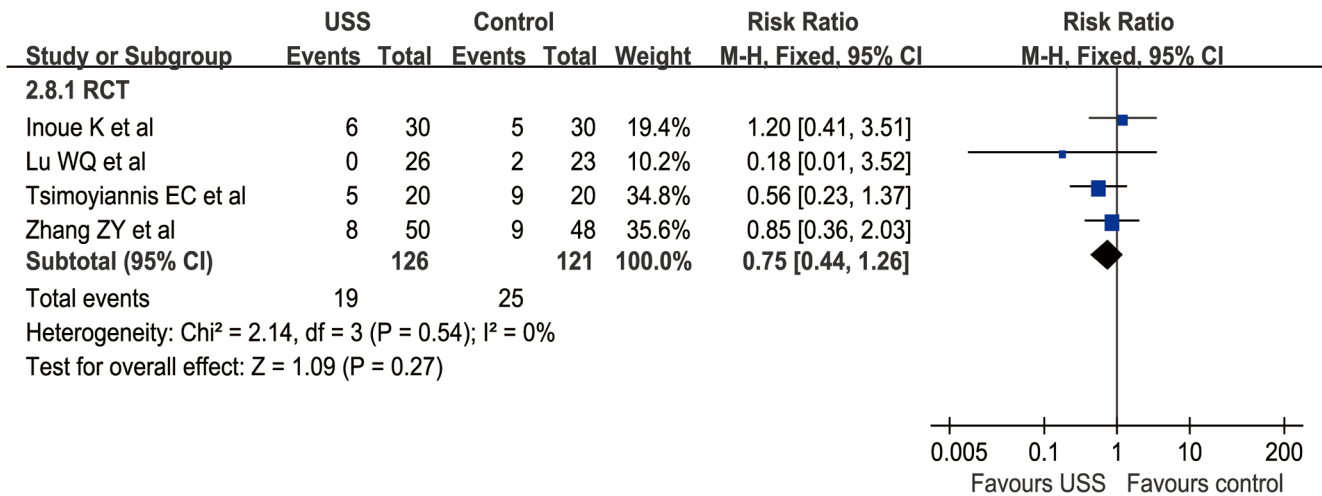 USS Control Risk Ratio Risk Ratio
Study or Subgroup Events Total Events Total Weight M-H, Fixed, 95% CI M-H, Fixed, 95% CI
2.8.1 RCT
Inoue K et al 6 30 5 30 19.4% 1.20 [0.41, 3.51]
Lu WQ et al 0 26 2 23 10.2% 0.18 [0.01, 3.52]
Tsimoyiannis EC et al 5 20 9 20 34.8% 0.56 [0.23, 1.37]
Zhang ZY et al 8 50 9 48 35.6% 0.85 [0.36, 2.03]
Subtotal (95% CI) 126 121 100.0% 0.75 [0.44, 1.26]
Total events 19 25
Heterogeneity: Chi² = 2.14, df = 3 (P = 0.54); I² = 0%
Test for overall effect: Z = 1.09 (P = 0.27)
0.005 0.1 1 10 200
Favours USS Favours control